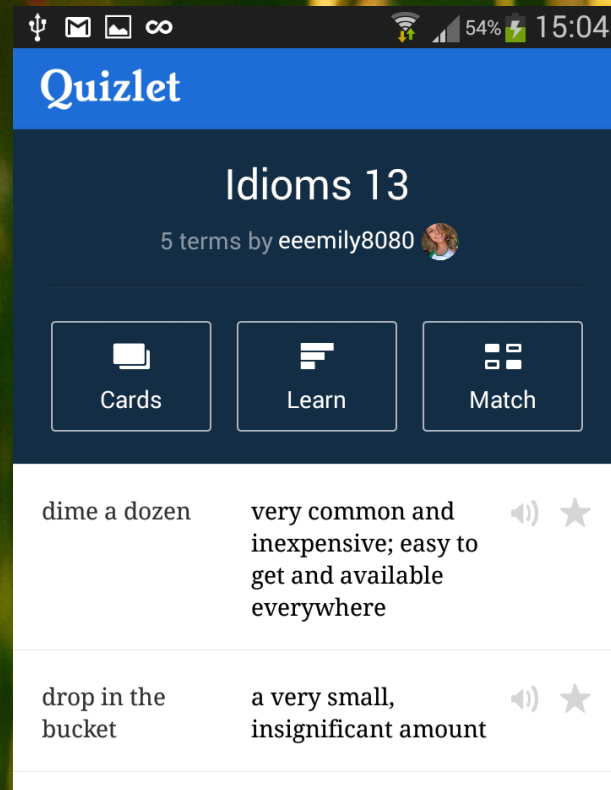 54% 15:04
Quizlet
Idioms 13
5 terms by eeemily8080
Cards Learn Match
dime a dozen
very common and
inexpensive; easy to
get and available
everywhere
drop in the
bucket
a very small,
insignificant amount